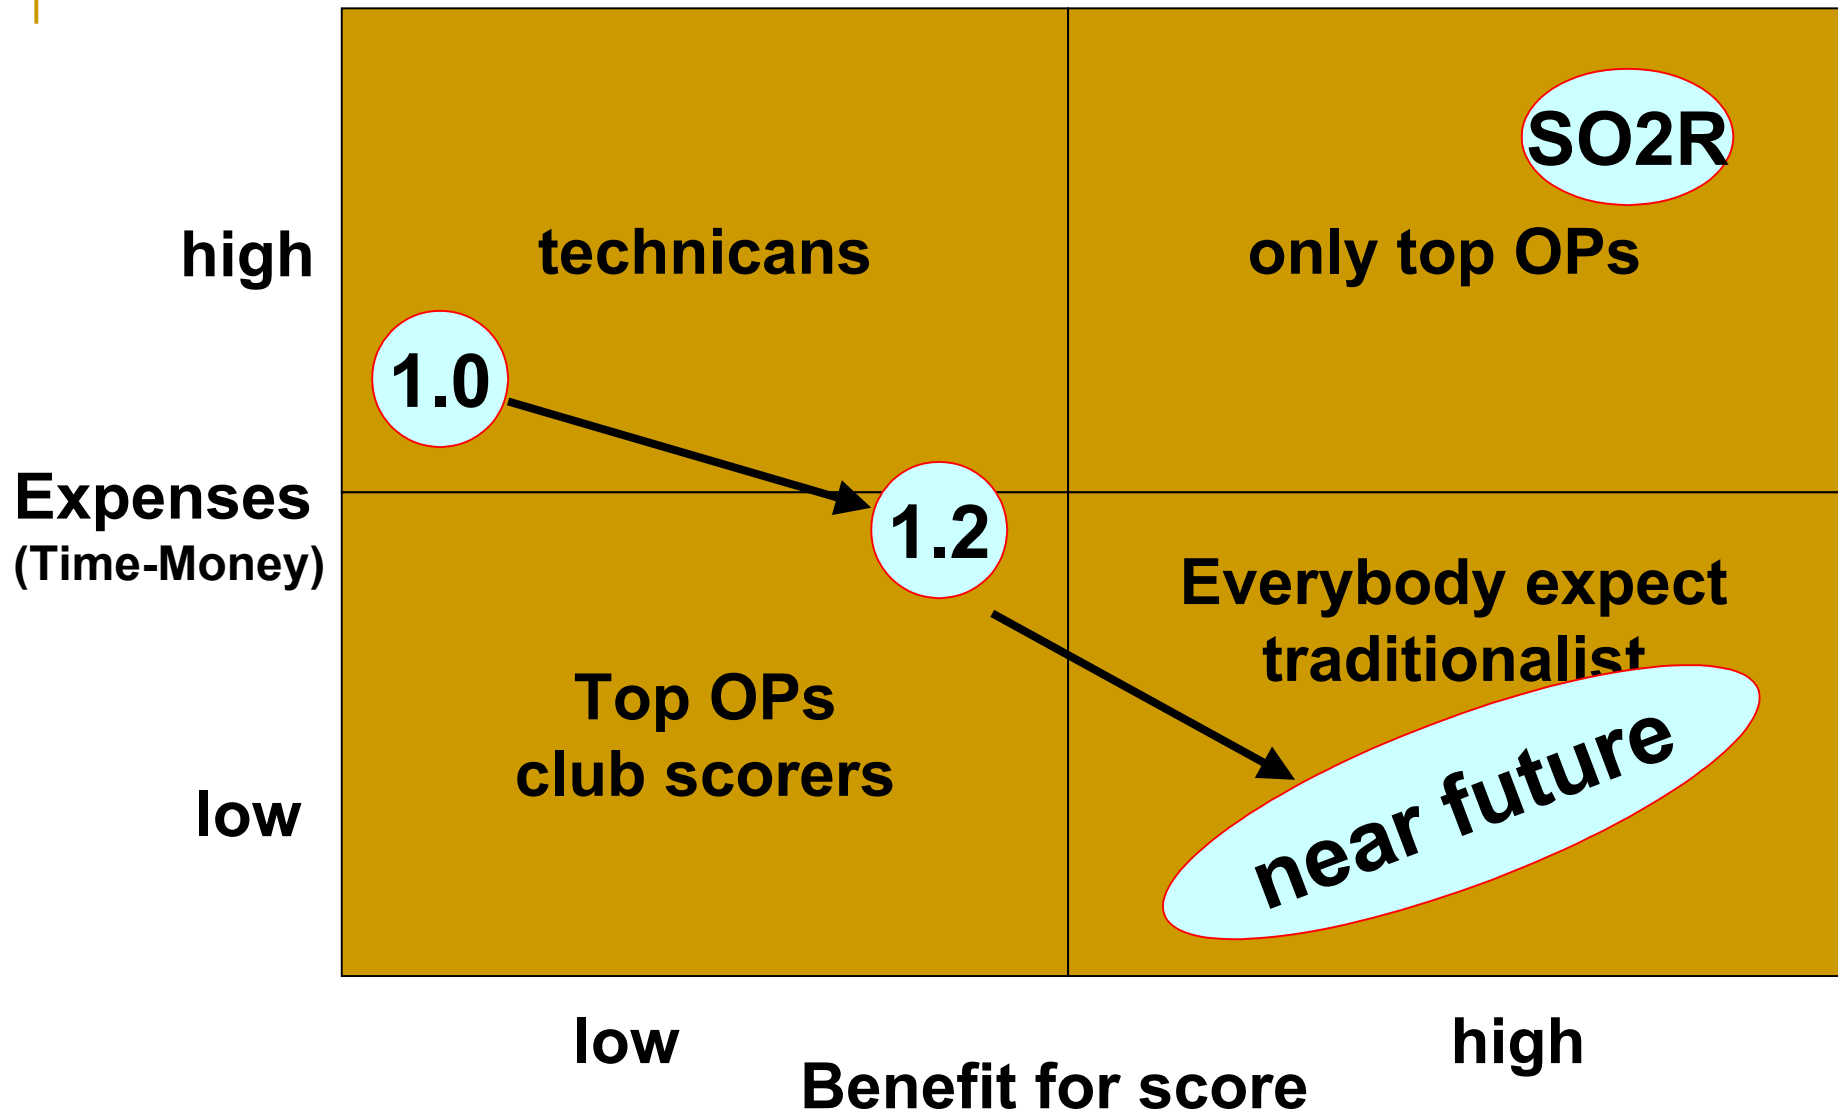 SO2R
high
technicans
only top OPs
1.0
Expenses
(Time-Money)
1.2
Everybody expect
traditionalist
Top OPs
club scorers
near future
low
low
high
Benefit for score